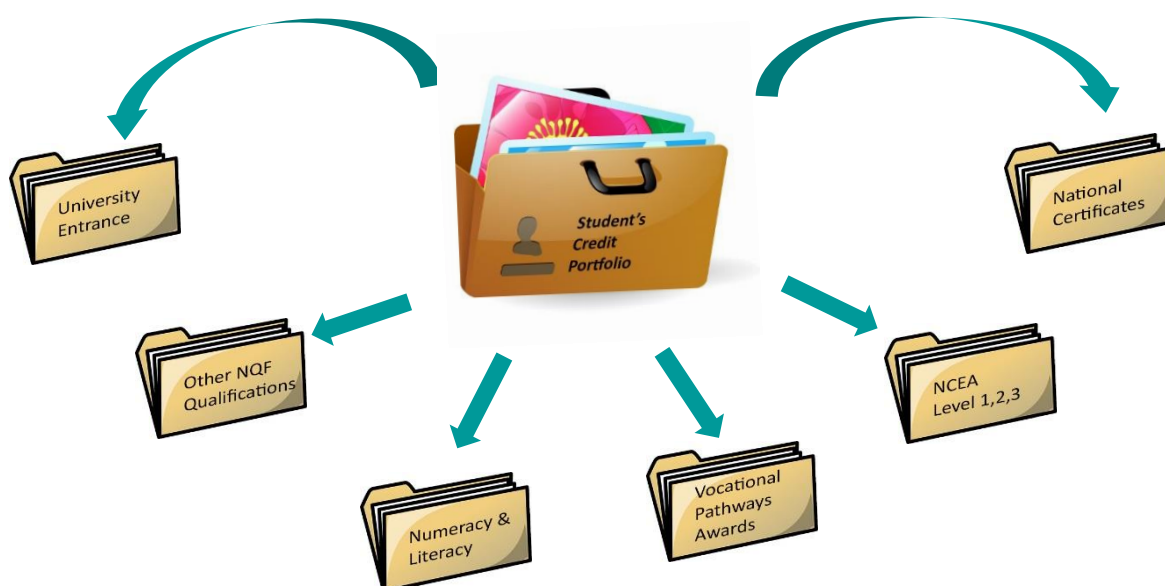 Student's
Credit
Portfolio
University
Entrance
National
Certificates
Other NQF
Qualifications
NCEA
Level 1,2,3
Numeracy &
Literacy
Vocational
Pathways
Awards